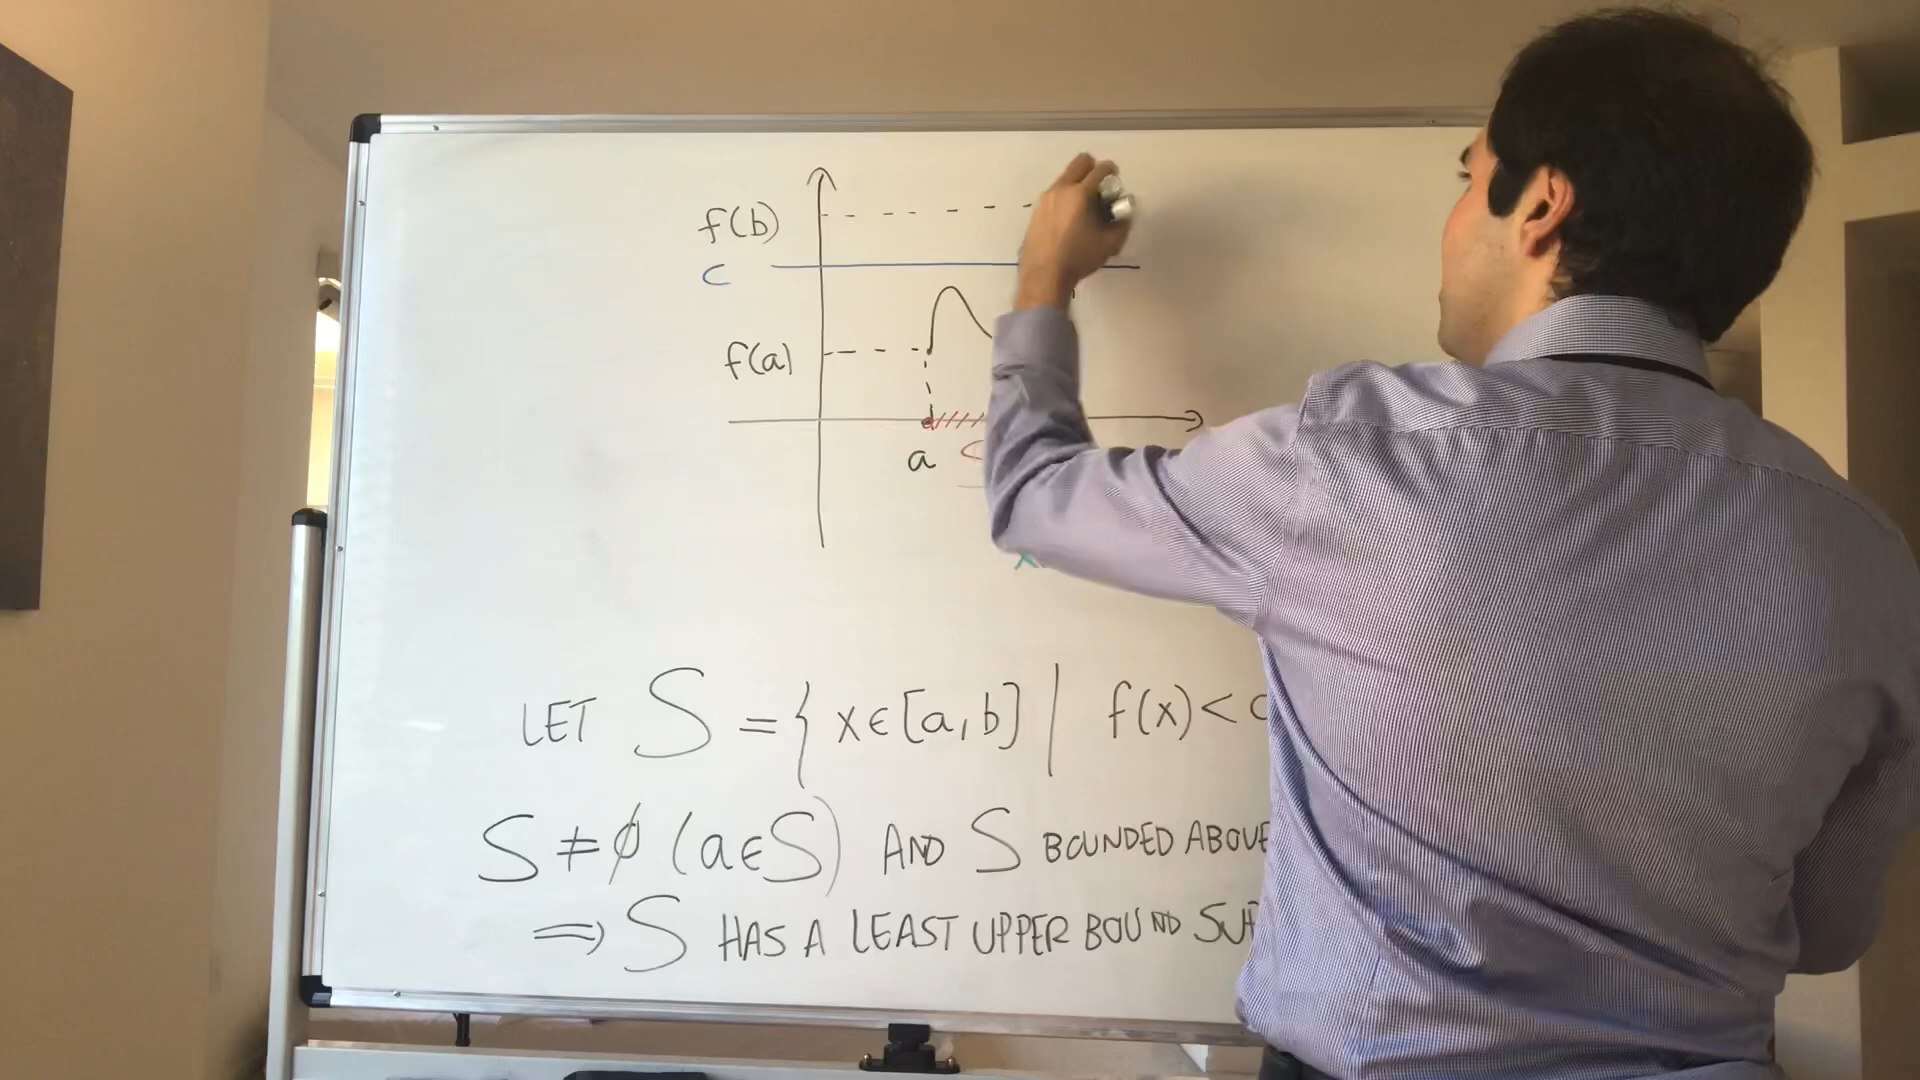 f(b)
c
f(a)
a
x
LET S = { x ∈ [a,b] | f(x) < c
S ≠ ∅ (a ∈ S) AND S BOUNDED ABOVE
⇒ S HAS A LEAST UPPER BOUND